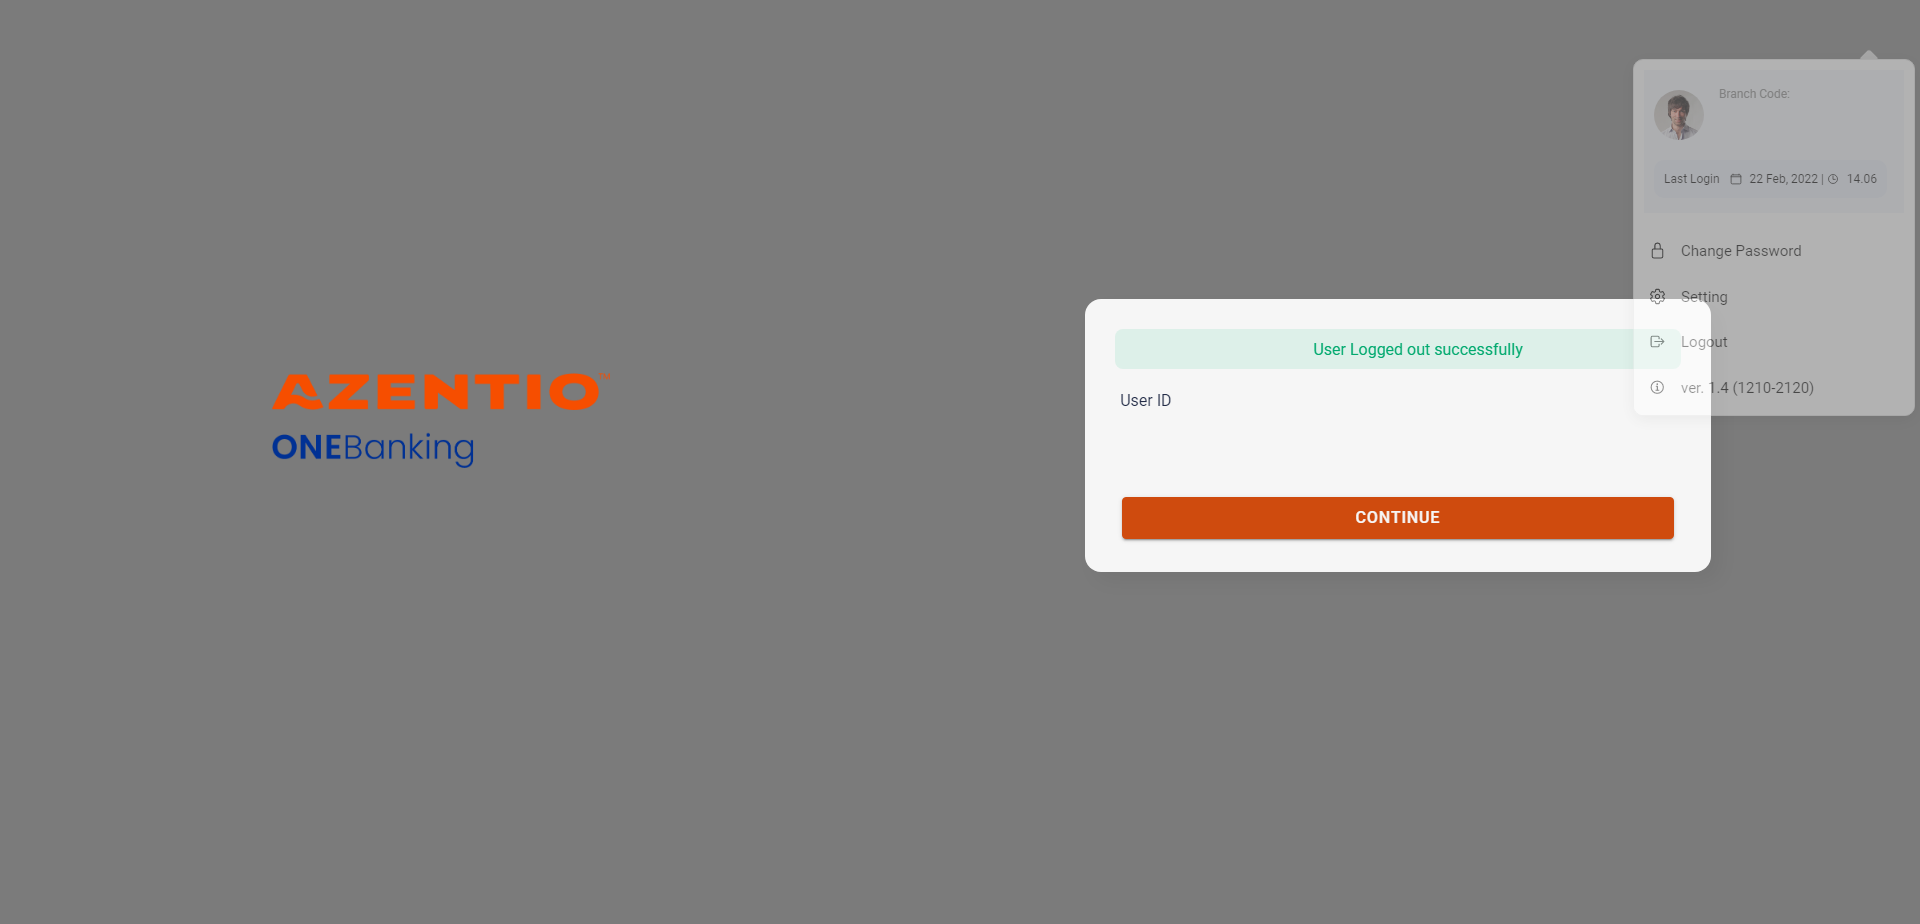 AZENTIO
ONEBanking
Branch Code:
Last Login 22 Feb, 2022 | 14.06
Change Password
Setting
Logout
ver. 1.4 (1210-2120)
User Logged out successfully
User ID
CONTINUE